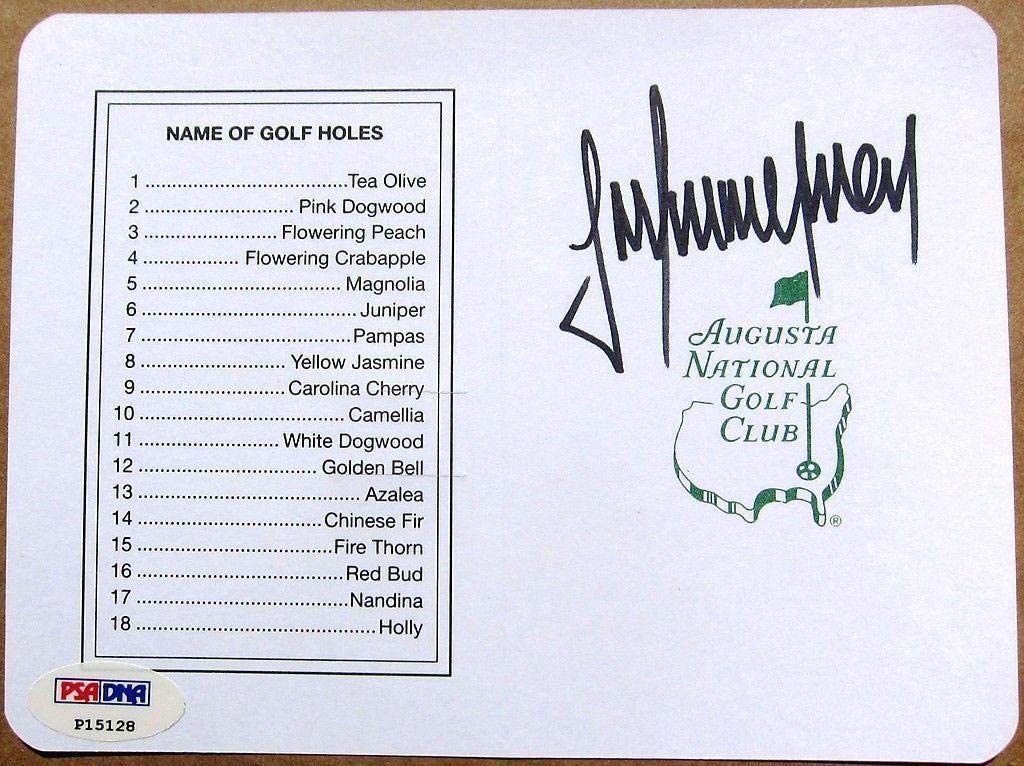 NAME OF GOLF HOLES
1 ......................................Tea Olive
2 ............................ Pink Dogwood
3 ......................... Flowering Peach
4 .................. Flowering Crabapple
5 ..................................... Magnolia
6 .........................................Juniper
7 ........................................Pampas
8 ........................... Yellow Jasmine
9 ............................Carolina Cherry
10 ....................................... Camellia
11 .......................... White Dogwood
12 .................................. Golden Bell
13 .......................................... Azalea
14 ...................................Chinese Fir
15 .....................................Fire Thorn
16 .......................................Red Bud
17 ........................................Nandina
18 .............................................Holly
AUGUSTA
NATIONAL
GOLF
CLUB
®
PSA DNA
P15128